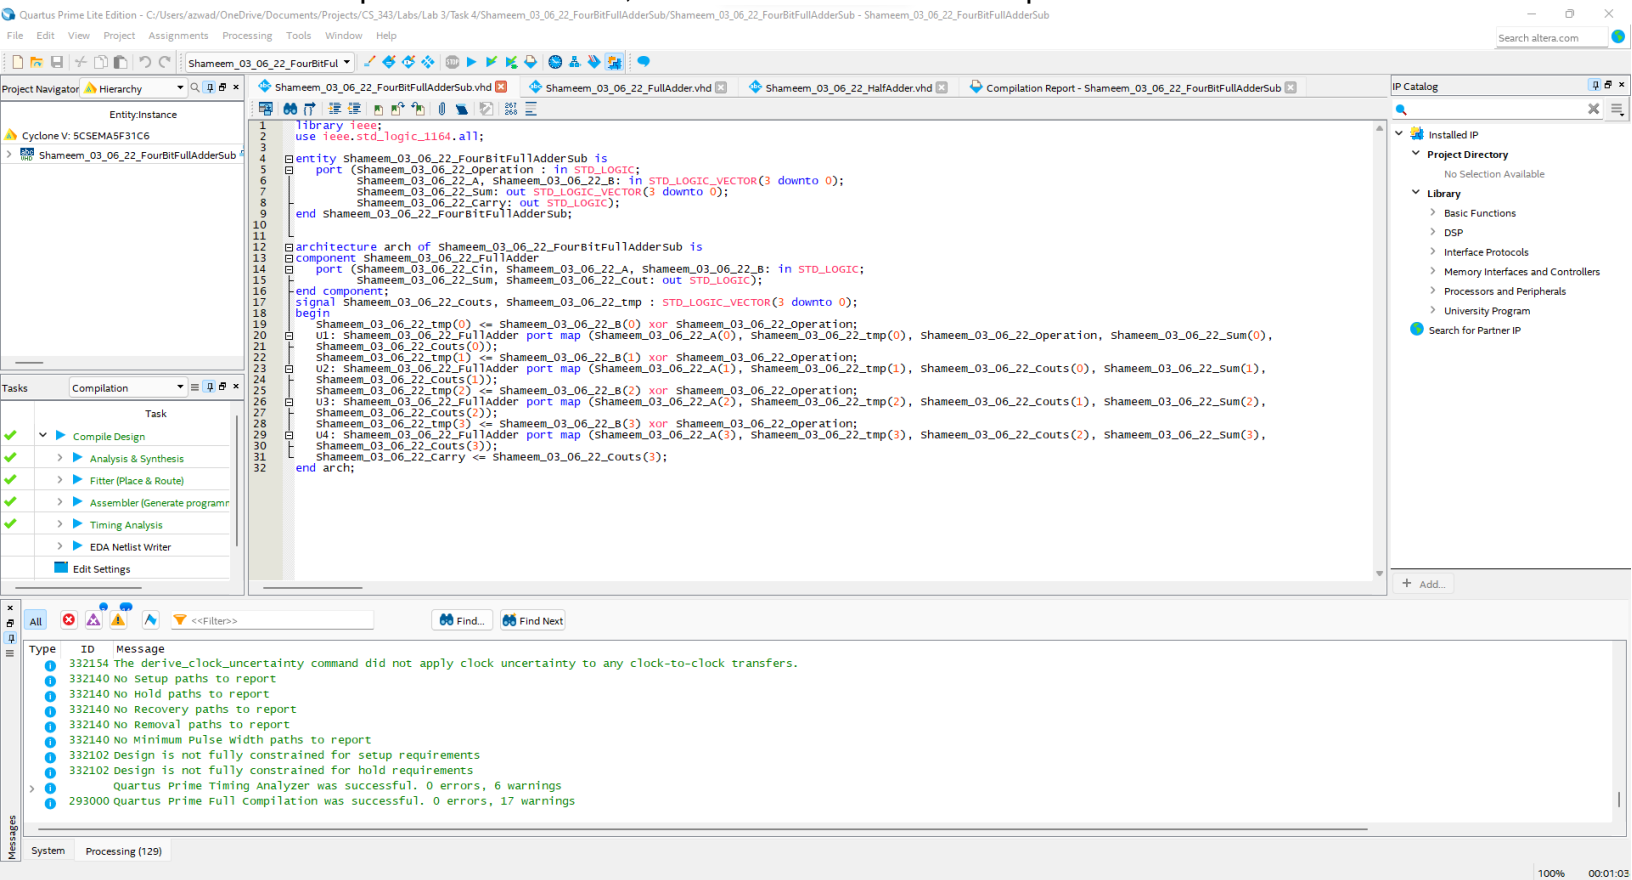 Quartus Prime Lite Edition - C:/Users/azwad/OneDrive/Documents/Projects/CS_343/Labs/Lab 3/Task 4/Shameem_03_06_22_FourBitFullAdderSub/Shameem_03_06_22_FourBitFullAdderSub - Shameem_03_06_22_FourBitFullAdderSub
File Edit View Project Assignments Processing Tools Window Help
Search altera.com
Shameem_03_06_22_FourBitFul
Project Navigator Hierarchy
Entity:Instance
Cyclone V: 5CSEMA5F31C6
Shameem_03_06_22_FourBitFullAdderSub
Tasks Compilation
Task
Compile Design
Analysis & Synthesis
Fitter (Place & Route)
Assembler (Generate programm
Timing Analysis
EDA Netlist Writer
Edit Settings
Shameem_03_06_22_FourBitFullAdderSub.vhd Shameem_03_06_22_FullAdder.vhd Shameem_03_06_22_HalfAdder.vhd Compilation Report - Shameem_03_06_22_FourBitFullAdderSub
267
268
1 library ieee;
2 use ieee.std_logic_1164.all;
3
4 entity Shameem_03_06_22_FourBitFullAdderSub is
5 port (Shameem_03_06_22_Operation : in STD_LOGIC;
6 Shameem_03_06_22_A, Shameem_03_06_22_B: in STD_LOGIC_VECTOR(3 downto 0);
7 Shameem_03_06_22_Sum: out STD_LOGIC_VECTOR(3 downto 0);
8 Shameem_03_06_22_Carry: out STD_LOGIC);
9 end Shameem_03_06_22_FourBitFullAdderSub;
10
11
12 architecture arch of Shameem_03_06_22_FourBitFullAdderSub is
13 component Shameem_03_06_22_FullAdder
14 port (Shameem_03_06_22_Cin, Shameem_03_06_22_A, Shameem_03_06_22_B: in STD_LOGIC;
15 Shameem_03_06_22_Sum, Shameem_03_06_22_Cout: out STD_LOGIC);
16 end component;
17 signal Shameem_03_06_22_Couts, Shameem_03_06_22_tmp : STD_LOGIC_VECTOR(3 downto 0);
18 begin
19 Shameem_03_06_22_tmp(0) <= Shameem_03_06_22_B(0) xor Shameem_03_06_22_Operation;
20 U1: Shameem_03_06_22_FullAdder port map (Shameem_03_06_22_A(0), Shameem_03_06_22_tmp(0), Shameem_03_06_22_Operation, Shameem_03_06_22_Sum(0),
21 Shameem_03_06_22_Couts(0));
22 Shameem_03_06_22_tmp(1) <= Shameem_03_06_22_B(1) xor Shameem_03_06_22_Operation;
23 U2: Shameem_03_06_22_FullAdder port map (Shameem_03_06_22_A(1), Shameem_03_06_22_tmp(1), Shameem_03_06_22_Couts(0), Shameem_03_06_22_Sum(1),
24 Shameem_03_06_22_Couts(1));
25 Shameem_03_06_22_tmp(2) <= Shameem_03_06_22_B(2) xor Shameem_03_06_22_Operation;
26 U3: Shameem_03_06_22_FullAdder port map (Shameem_03_06_22_A(2), Shameem_03_06_22_tmp(2), Shameem_03_06_22_Couts(1), Shameem_03_06_22_Sum(2),
27 Shameem_03_06_22_Couts(2));
28 Shameem_03_06_22_tmp(3) <= Shameem_03_06_22_B(3) xor Shameem_03_06_22_Operation;
29 U4: Shameem_03_06_22_FullAdder port map (Shameem_03_06_22_A(3), Shameem_03_06_22_tmp(3), Shameem_03_06_22_Couts(2), Shameem_03_06_22_Sum(3),
30 Shameem_03_06_22_Couts(3));
31 Shameem_03_06_22_Carry <= Shameem_03_06_22_Couts(3);
32 end arch;
IP Catalog
Installed IP
Project Directory
No Selection Available
Library
Basic Functions
DSP
Interface Protocols
Memory Interfaces and Controllers
Processors and Peripherals
University Program
Search for Partner IP
+ Add...
All <<Filter>> Find... Find Next
Type ID Message
332154 The derive_clock_uncertainty command did not apply clock uncertainty to any clock-to-clock transfers.
332140 No Setup paths to report
332140 No Hold paths to report
332140 No Recovery paths to report
332140 No Removal paths to report
332140 No Minimum Pulse Width paths to report
332102 Design is not fully constrained for setup requirements
332102 Design is not fully constrained for hold requirements
Quartus Prime Timing Analyzer was successful. 0 errors, 6 warnings
293000 Quartus Prime Full Compilation was successful. 0 errors, 17 warnings
Messages
System Processing (129)
100% 00:01:03